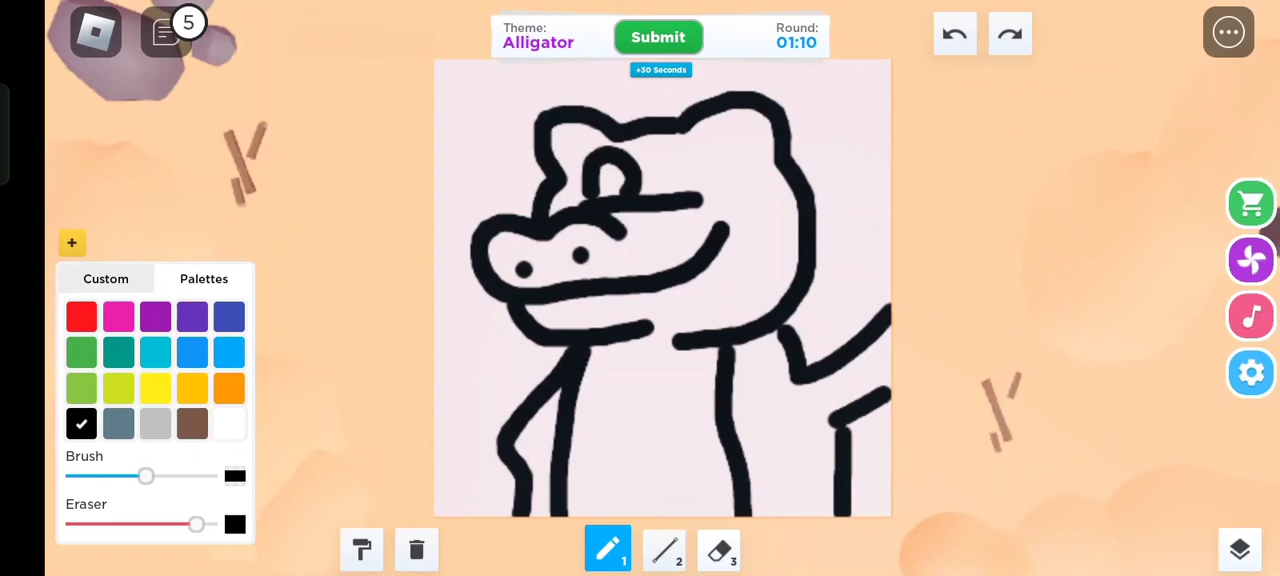 5
Theme:
Alligator
Submit
Round:
01:10
+30 Seconds
+
Custom
Palettes
Brush
Eraser
1
2
3